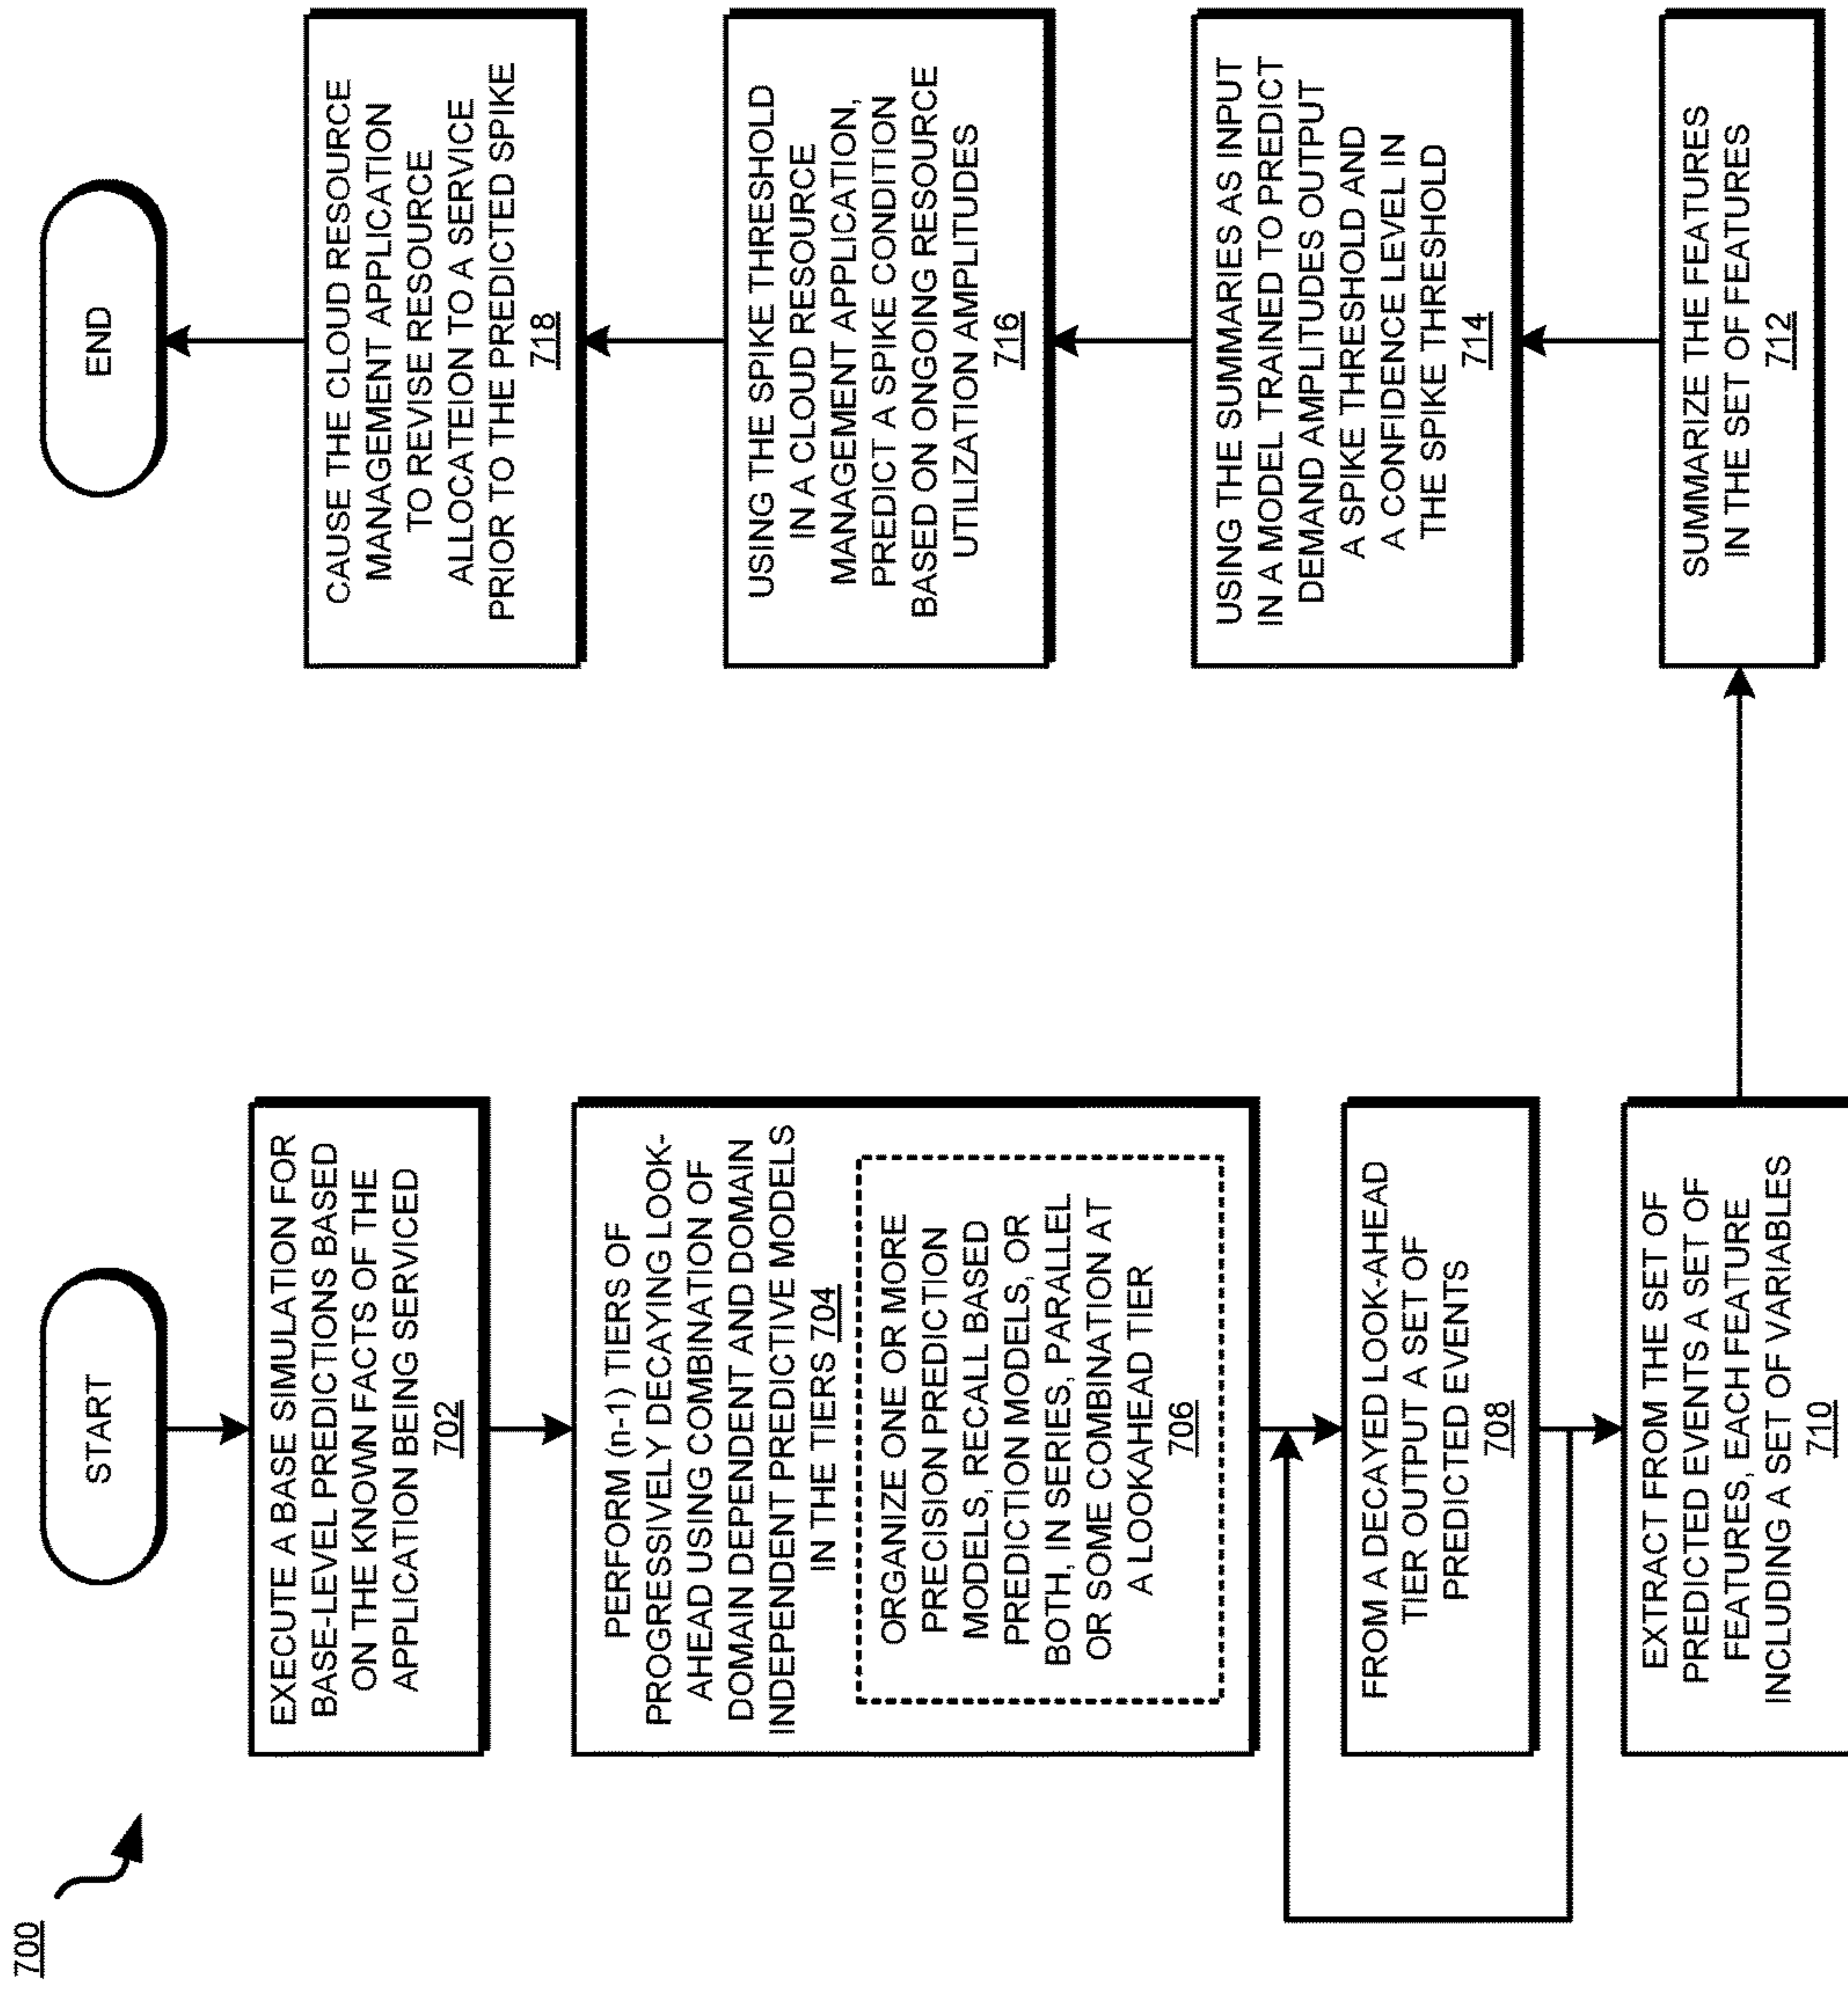 700
START
EXECUTE A BASE SIMULATION FOR
BASE-LEVEL PREDICTIONS BASED
ON THE KNOWN FACTS OF THE
APPLICATION BEING SERVICED
702
PERFORM (n-1) TIERS OF
PROGRESSIVELY DECAYING LOOK-
AHEAD USING COMBINATION OF
DOMAIN DEPENDENT AND DOMAIN
INDEPENDENT PREDICTIVE MODELS
IN THE TIERS 704
ORGANIZE ONE OR MORE
PRECISION PREDICTION
MODELS, RECALL BASED
PREDICTION MODELS, OR
BOTH, IN SERIES, PARALLEL
OR SOME COMBINATION AT
A LOOKAHEAD TIER
706
FROM A DECAYED LOOK-AHEAD
TIER OUTPUT A SET OF
PREDICTED EVENTS
708
EXTRACT FROM THE SET OF
PREDICTED EVENTS A SET OF
FEATURES, EACH FEATURE
INCLUDING A SET OF VARIABLES
710
SUMMARIZE THE FEATURES
IN THE SET OF FEATURES
712
USING THE SUMMARIES AS INPUT
IN A MODEL TRAINED TO PREDICT
DEMAND AMPLITUDES OUTPUT
A SPIKE THRESHOLD AND
A CONFIDENCE LEVEL IN
THE SPIKE THRESHOLD
714
USING THE SPIKE THRESHOLD
IN A CLOUD RESOURCE
MANAGEMENT APPLICATION,
PREDICT A SPIKE CONDITION
BASED ON ONGOING RESOURCE
UTILIZATION AMPLITUDES
716
CAUSE THE CLOUD RESOURCE
MANAGEMENT APPLICATION
TO REVISE RESOURCE
ALLOCATEION TO A SERVICE
PRIOR TO THE PREDICTED SPIKE
718
END